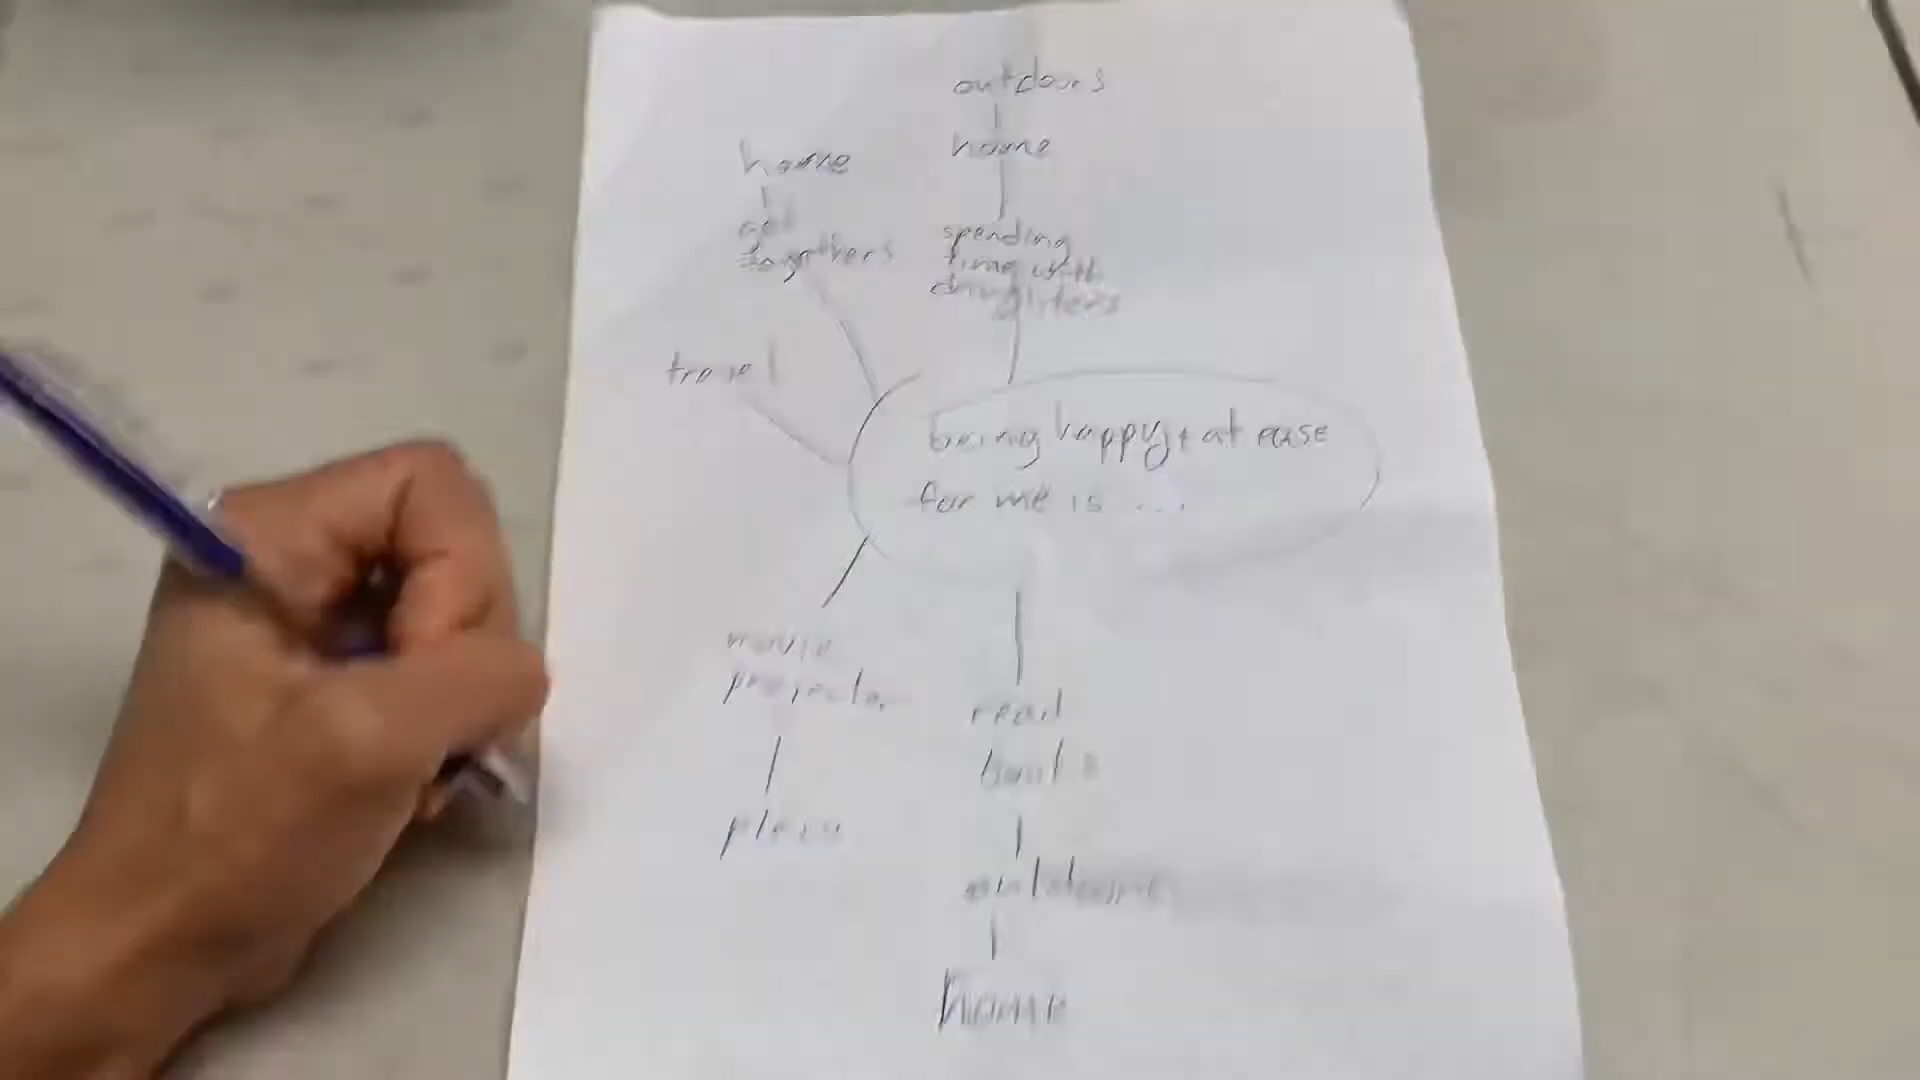 outdoors
home
home
spending
time with
daughters
get
togethers
travel
being happy & at ease
for me is ...
movie
projector
read
books
outdoors
home